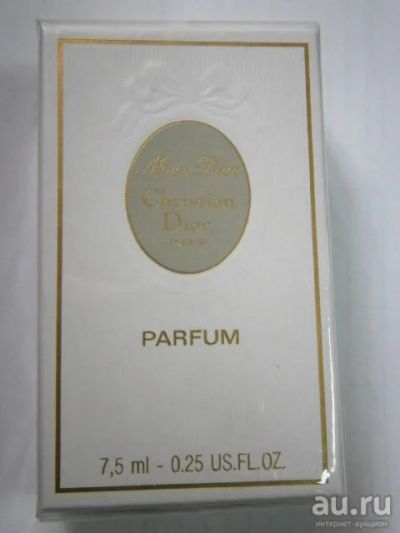 Miss Dior
Christian
Dior
PARIS
PARFUM
7,5 ml - 0.25 US.FL.OZ.
au.ru
интернет-аукцион